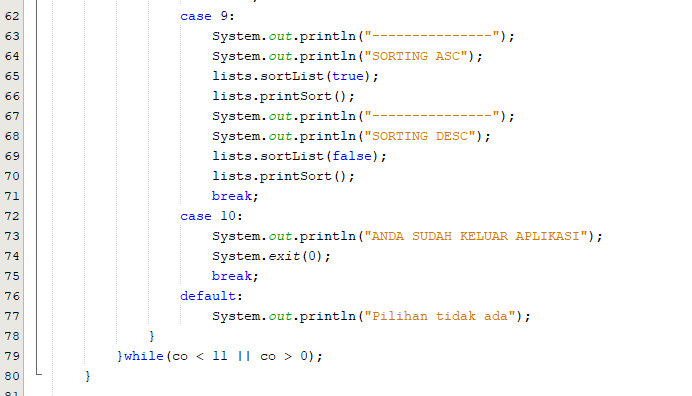 62 case 9:
63 System.out.println("---------------");
64 System.out.println("SORTING ASC");
65 lists.sortList(true);
66 lists.printSort();
67 System.out.println("---------------");
68 System.out.println("SORTING DESC");
69 lists.sortList(false);
70 lists.printSort();
71 break;
72 case 10:
73 System.out.println("ANDA SUDAH KELUAR APLIKASI");
74 System.exit(0);
75 break;
76 default:
77 System.out.println("Pilihan tidak ada");
78 }
79 }while(co < 11 || co > 0);
80 }
81